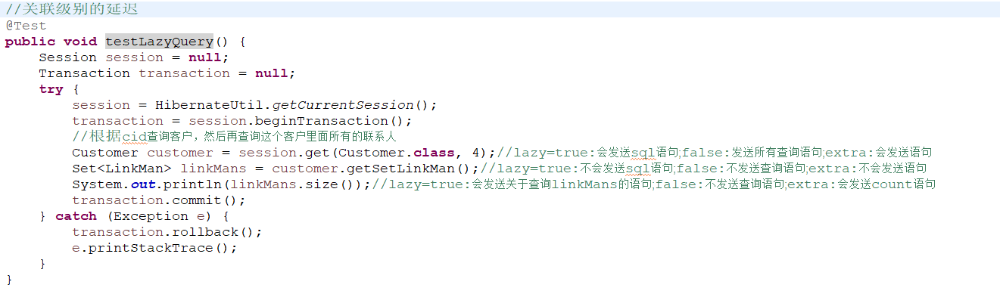 //关联级别的延迟
@Test
public void testLazyQuery() {
    Session session = null;
    Transaction transaction = null;
    try {
        session = HibernateUtil.getCurrentSession();
        transaction = session.beginTransaction();
        //根据cid查询客户，然后再查询这个客户里面所有的联系人
        Customer customer = session.get(Customer.class, 4);//lazy=true:会发送sql语句;false:发送所有查询语句;extra:会发送语句
        Set<LinkMan> linkMans = customer.getSetLinkMan();//lazy=true:不会发送sql语句;false:不发送查询语句;extra:不会发送语句
        System.out.println(linkMans.size());//lazy=true:会发送关于查询linkMans的语句;false:不发送查询语句;extra:会发送count语句
        transaction.commit();
    } catch (Exception e) {
        transaction.rollback();
        e.printStackTrace();
    }
}